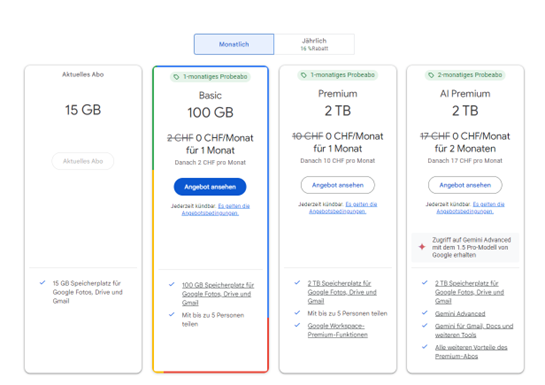 Monatlich
Jährlich
16 %Rabatt
Aktuelles Abo
15 GB
Aktuelles Abo
15 GB Speicherplatz für
Google Fotos, Drive und
Gmail
1-monatiges Probeabo
Basic
100 GB
2 CHF 0 CHF/Monat
für 1 Monat
Danach 2 CHF pro Monat
Angebot ansehen
Jederzeit kündbar. Es gelten die
Angebotsbedingungen.
100 GB Speicherplatz für
Google Fotos, Drive und
Gmail
Mit bis zu 5 Personen
teilen
1-monatiges Probeabo
Premium
2 TB
10 CHF 0 CHF/Monat
für 1 Monat
Danach 10 CHF pro Monat
Angebot ansehen
Jederzeit kündbar. Es gelten die
Angebotsbedingungen.
2 TB Speicherplatz für
Google Fotos, Drive und
Gmail
Mit bis zu 5 Personen teilen
Google Workspace-
Premium-Funktionen
2-monatiges Probeabo
AI Premium
2 TB
17 CHF 0 CHF/Monat
für 2 Monaten
Danach 17 CHF pro Monat
Angebot ansehen
Jederzeit kündbar. Es gelten die
Angebotsbedingungen.
Zugriff auf Gemini Advanced
mit dem 1.5 Pro-Modell von
Google erhalten
2 TB Speicherplatz für
Google Fotos, Drive und
Gmail
Gemini Advanced
Gemini für Gmail, Docs und
weiteren Tools
Alle weiteren Vorteile des
Premium-Abos